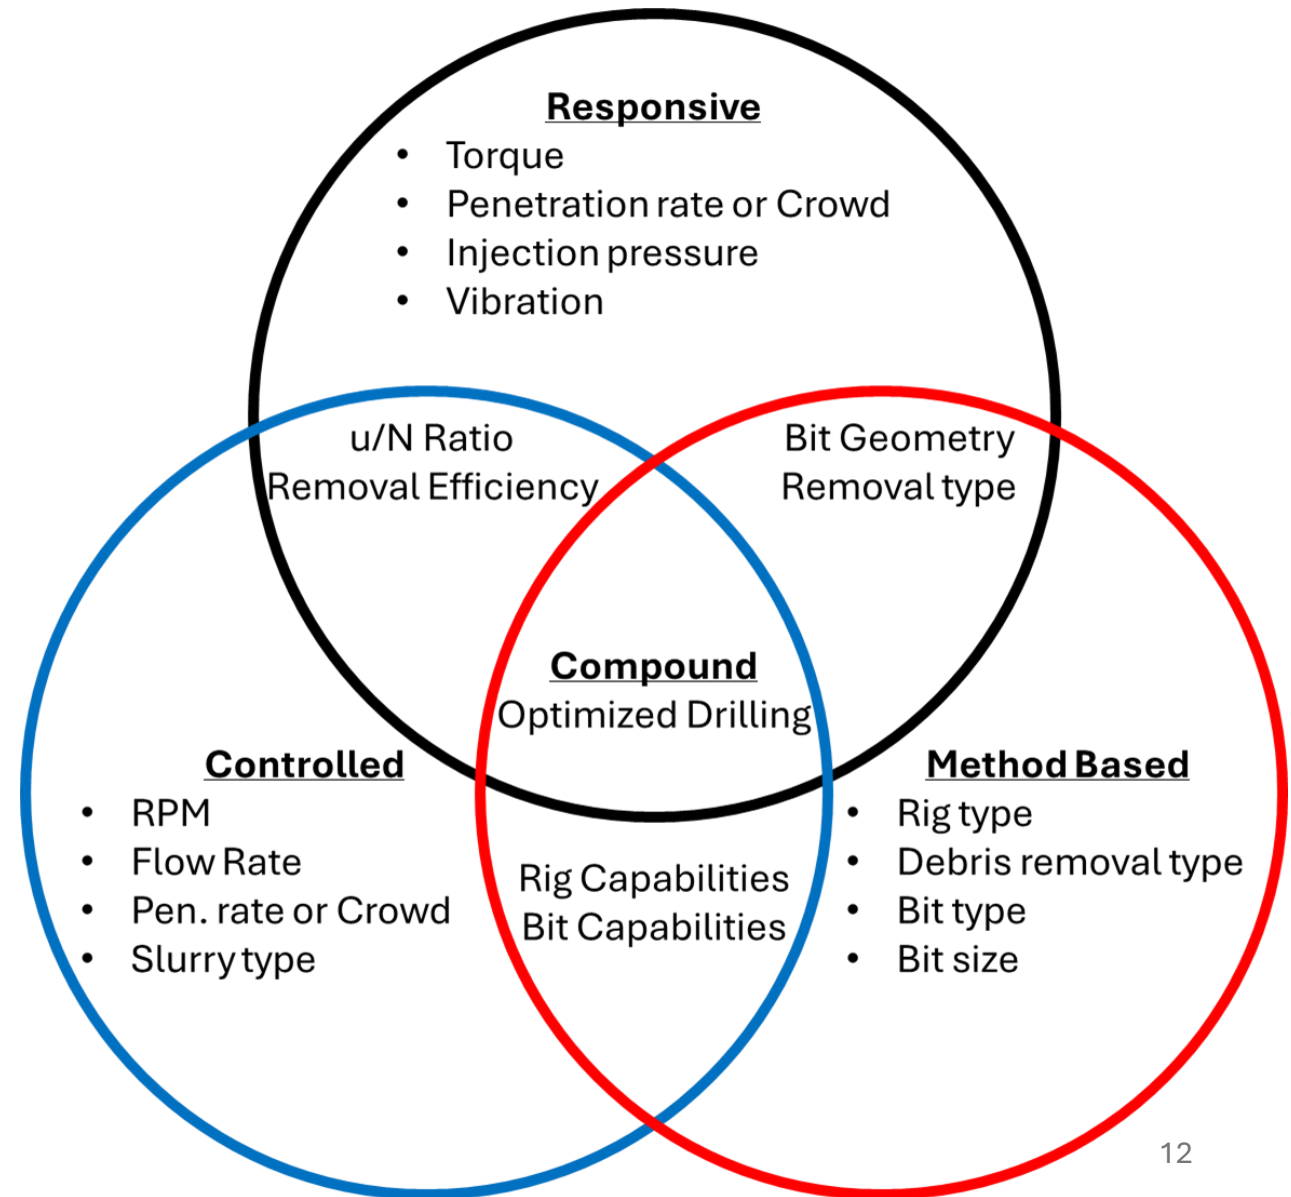 Responsive
• Torque
• Penetration rate or Crowd
• Injection pressure
• Vibration
u/N Ratio
Removal Efficiency
Bit Geometry
Removal type
Compound
Optimized Drilling
Controlled
• RPM
• Flow Rate
• Pen. rate or Crowd
• Slurry type
Method Based
• Rig type
• Debris removal type
• Bit type
• Bit size
Rig Capabilities
Bit Capabilities
12